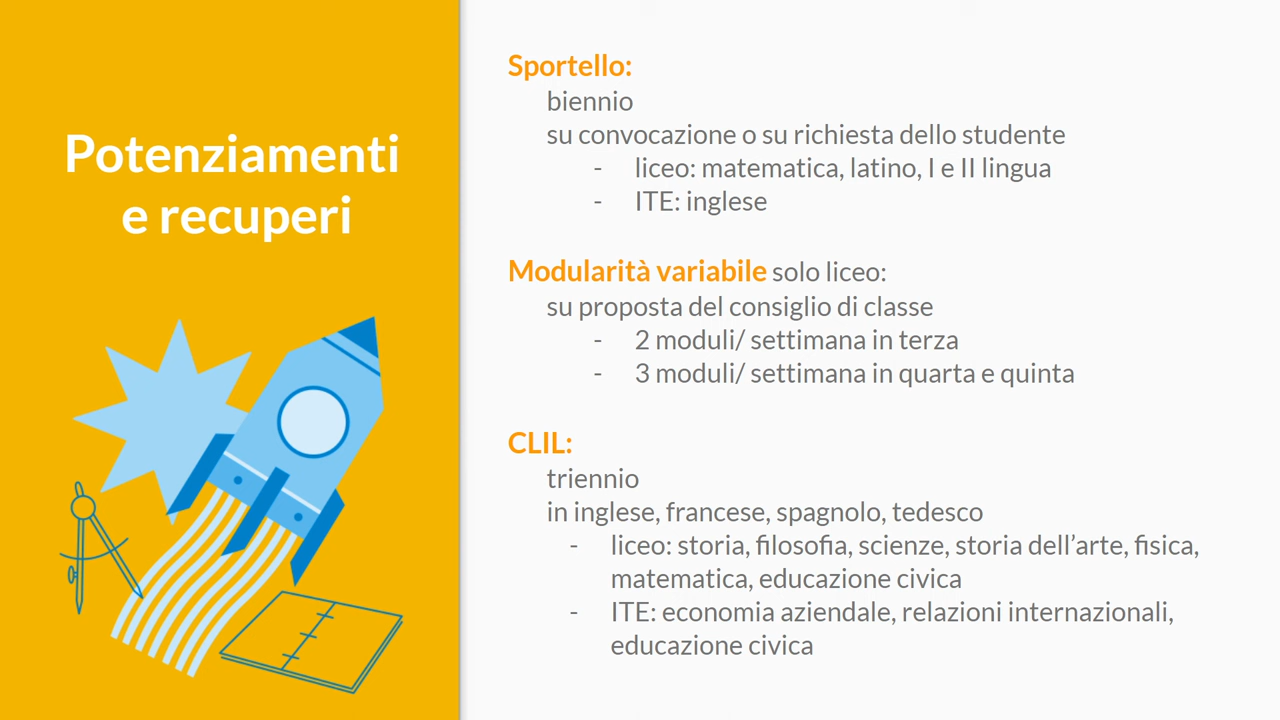 Potenziamenti
e recuperi
Sportello:
biennio
su convocazione o su richiesta dello studente
- liceo: matematica, latino, I e II lingua
- ITE: inglese
Modularità variabile solo liceo:
su proposta del consiglio di classe
- 2 moduli/ settimana in terza
- 3 moduli/ settimana in quarta e quinta
CLIL:
triennio
in inglese, francese, spagnolo, tedesco
- liceo: storia, filosofia, scienze, storia dell’arte, fisica,
matematica, educazione civica
- ITE: economia aziendale, relazioni internazionali,
educazione civica